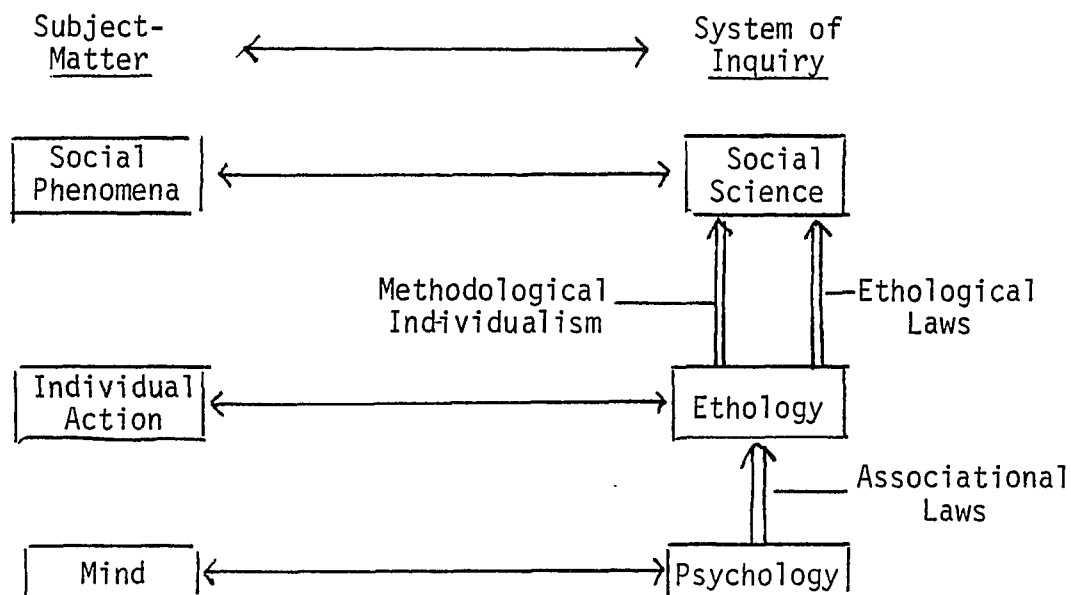 Subject-
Matter
System of
Inquiry
Social
Phenomena
Social
Science
Methodological
Individualism
Ethological
Laws
Individual
Action
Ethology
Associational
Laws
Mind
Psychology